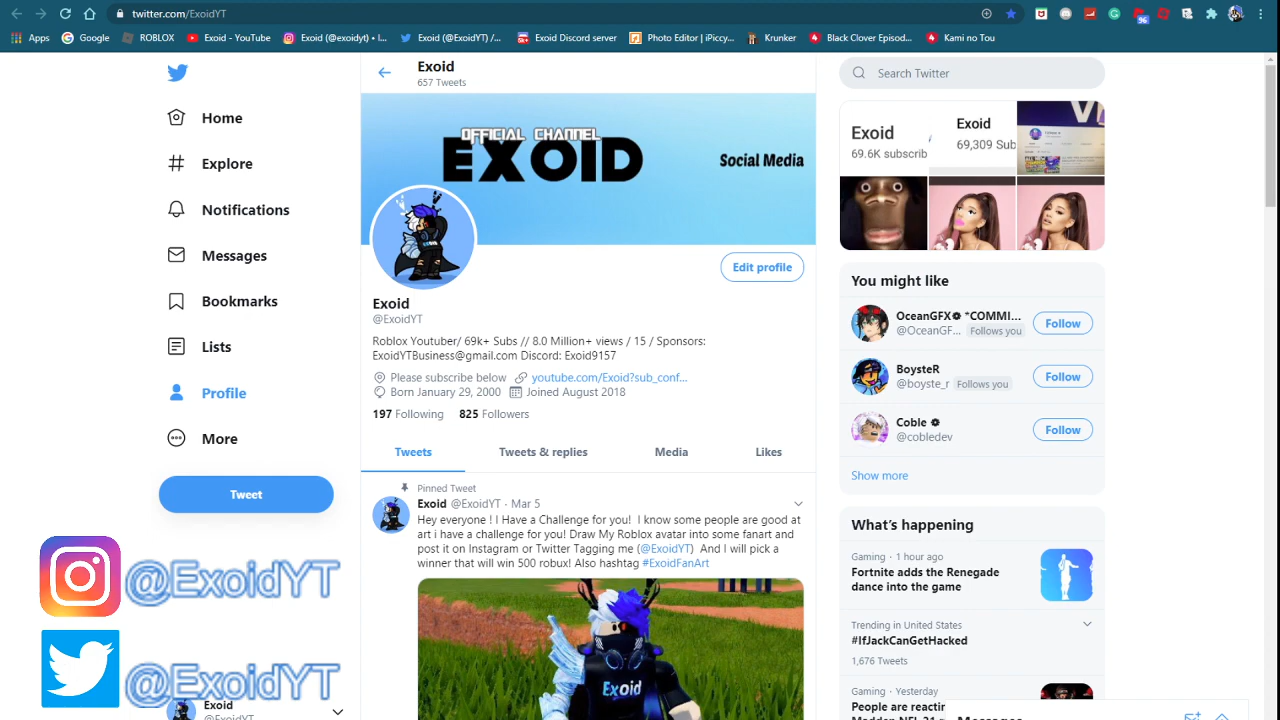 twitter.com/ExoidYT
Apps
Google
ROBLOX
Exoid - YouTube
Exoid (@exoidyt) • I...
Exoid (@ExoidYT) /...
Exoid Discord server
Photo Editor | iPiccy...
Krunker
Black Clover Episod...
Kami no Tou
96
Home
Explore
Notifications
Messages
Bookmarks
Lists
Profile
More
Tweet
@ExoidYT
@ExoidYT
Exoid
@ExoidYT
Exoid
657 Tweets
OFFICIAL CHANNEL
EXOID
Social Media
Edit profile
Exoid
@ExoidYT
Roblox Youtuber/ 69k+ Subs // 8.0 Million+ views / 15 / Sponsors:
ExoidYTBusiness@gmail.com Discord: Exoid9157
Please subscribe below youtube.com/Exoid?sub_conf...
Born January 29, 2000 Joined August 2018
197 Following 825 Followers
Tweets
Tweets & replies
Media
Likes
Pinned Tweet
Exoid @ExoidYT · Mar 5
Hey everyone ! I Have a Challenge for you! I know some people are good at
art i have a challenge for you! Draw My Roblox avatar into some fanart and
post it on Instagram or Twitter Tagging me (@ExoidYT) And I will pick a
winner that will win 500 robux! Also hashtag #ExoidFanArt
Exoid
Search Twitter
Exoid
69.6K subscrib
Exoid
69,309 Sub
You might like
OceanGFX *COMMI...
@OceanGF... Follows you
Follow
BoysteR
@boyste_r Follows you
Follow
Coble
@cobledev
Follow
Show more
What's happening
Gaming · 1 hour ago
Fortnite adds the Renegade
dance into the game
Trending in United States
#IfJackCanGetHacked
1,676 Tweets
Gaming · Yesterday
People are reactin
Messages